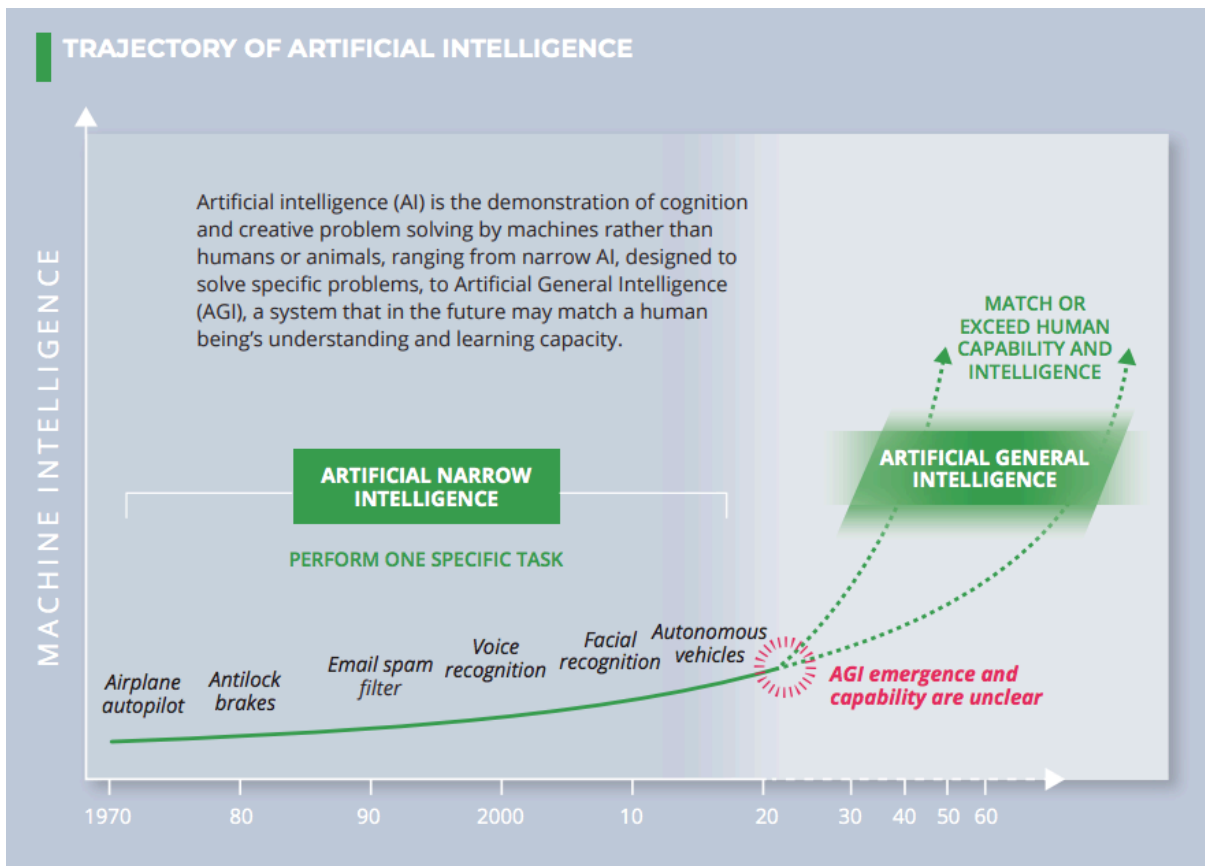 TRAJECTORY OF ARTIFICIAL INTELLIGENCE
MACHINE INTELLIGENCE
Artificial intelligence (AI) is the demonstration of cognition
and creative problem solving by machines rather than
humans or animals, ranging from narrow AI, designed to
solve specific problems, to Artificial General Intelligence
(AGI), a system that in the future may match a human
being's understanding and learning capacity.
MATCH OR
EXCEED HUMAN
CAPABILITY AND
INTELLIGENCE
ARTIFICIAL NARROW
INTELLIGENCE
PERFORM ONE SPECIFIC TASK
ARTIFICIAL GENERAL
INTELLIGENCE
Airplane
autopilot
Antilock
brakes
Email spam
filter
Voice
recognition
Facial
recognition
Autonomous
vehicles
AGI emergence and
capability are unclear
1970 80 90 2000 10 20 30 40 50 60